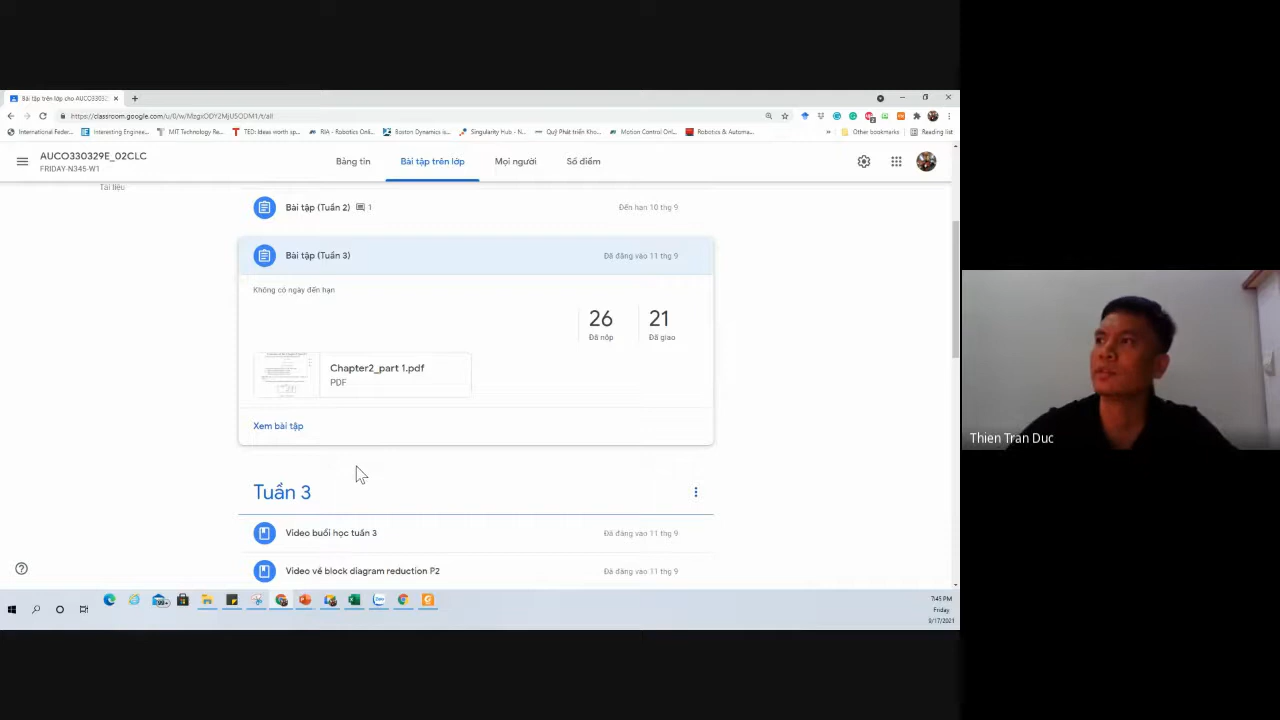 Bài tập trên lớp cho AUCO3303
https://classroom.google.com/u/0/w/MzgxODY2MjU5ODM1/t/all
International Feder...
Interesting Enginee...
MIT Technology Re...
TED: Ideas worth sp...
RIA - Robotics Onli...
Boston Dynamics is...
Singularity Hub - N...
Quỹ Phát triển Kho...
Motion Control Onl...
Robotics & Automa...
Other bookmarks
Reading list
AUCO330329E_02CLC
FRIDAY-N345-W1
Bảng tin
Bài tập trên lớp
Mọi người
Số điểm
Tài liệu
Bài tập (Tuần 2) 1
Đến hạn 10 thg 9
Bài tập (Tuần 3)
Đã đăng vào 11 thg 9
Không có ngày đến hạn
26
Đã nộp
21
Đã giao
Chapter2_part 1.pdf
PDF
Xem bài tập
Tuần 3
Video buổi học tuần 3
Đã đăng vào 11 thg 9
Video về block diagram reduction P2
Đã đăng vào 11 thg 9
99+
7:45 PM
Friday
9/17/2021
Thien Tran Duc